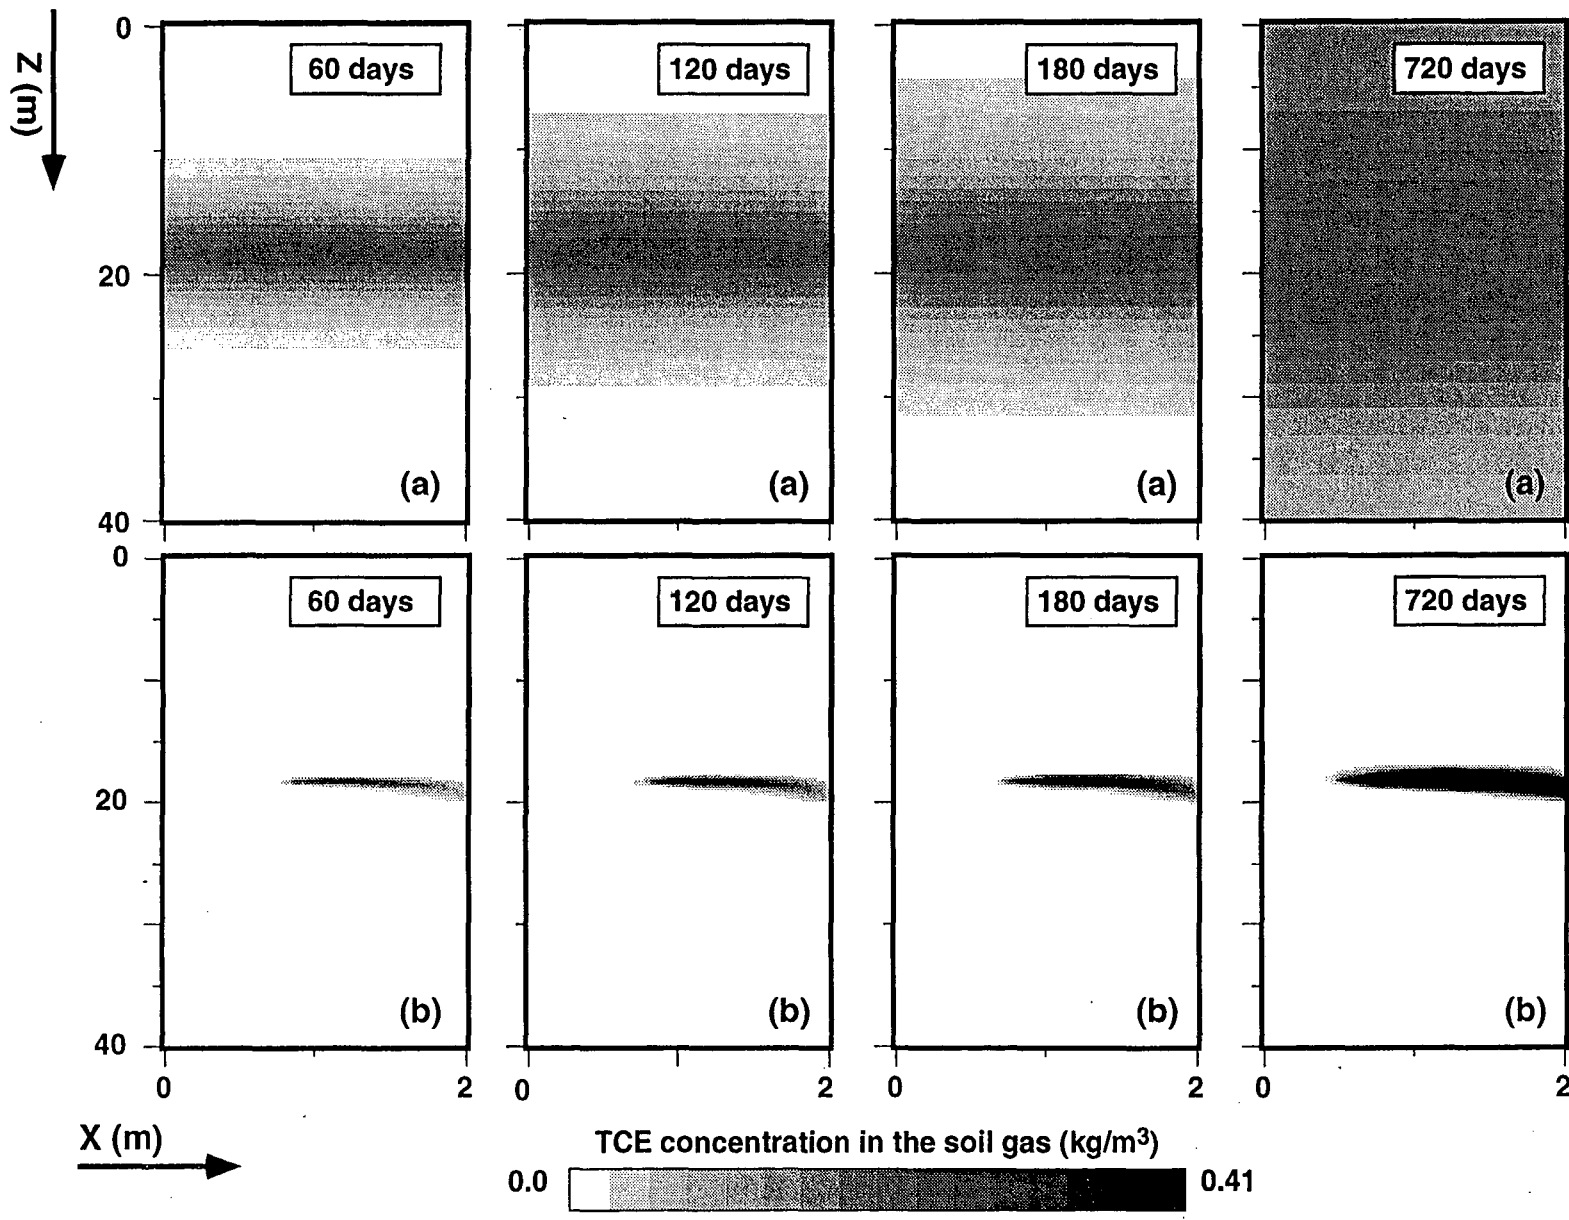 0
Z (m)
20
40
60 days
120 days
180 days
720 days
(a)
(a)
(a)
(a)
0
20
40
60 days
120 days
180 days
720 days
(b)
(b)
(b)
(b)
0 2
0 2
0 2
0 2
X (m)
TCE concentration in the soil gas (kg/m³)
0.0 0.41